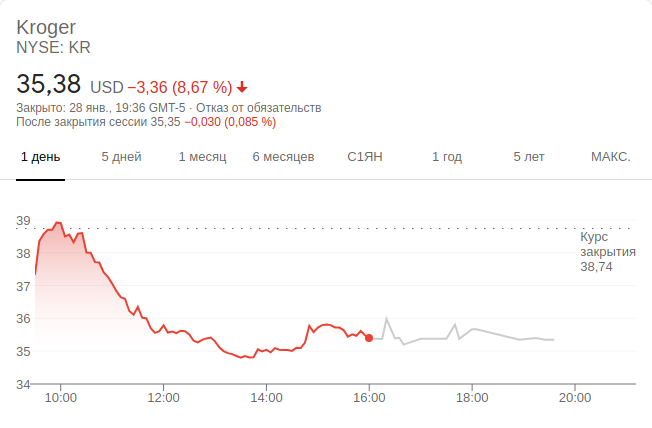 Kroger
NYSE: KR
35,38 USD −3,36 (8,67 %)
Закрыто: 28 янв., 19:36 GMT-5 · Отказ от обязательств
После закрытия сессии 35,35 −0,030 (0,085 %)
1 день 5 дней 1 месяц 6 месяцев С1ЯН 1 год 5 лет МАКС.
39
Курс
закрытия
38,74
38
37
36
35
34
10:00 12:00 14:00 16:00 18:00 20:00